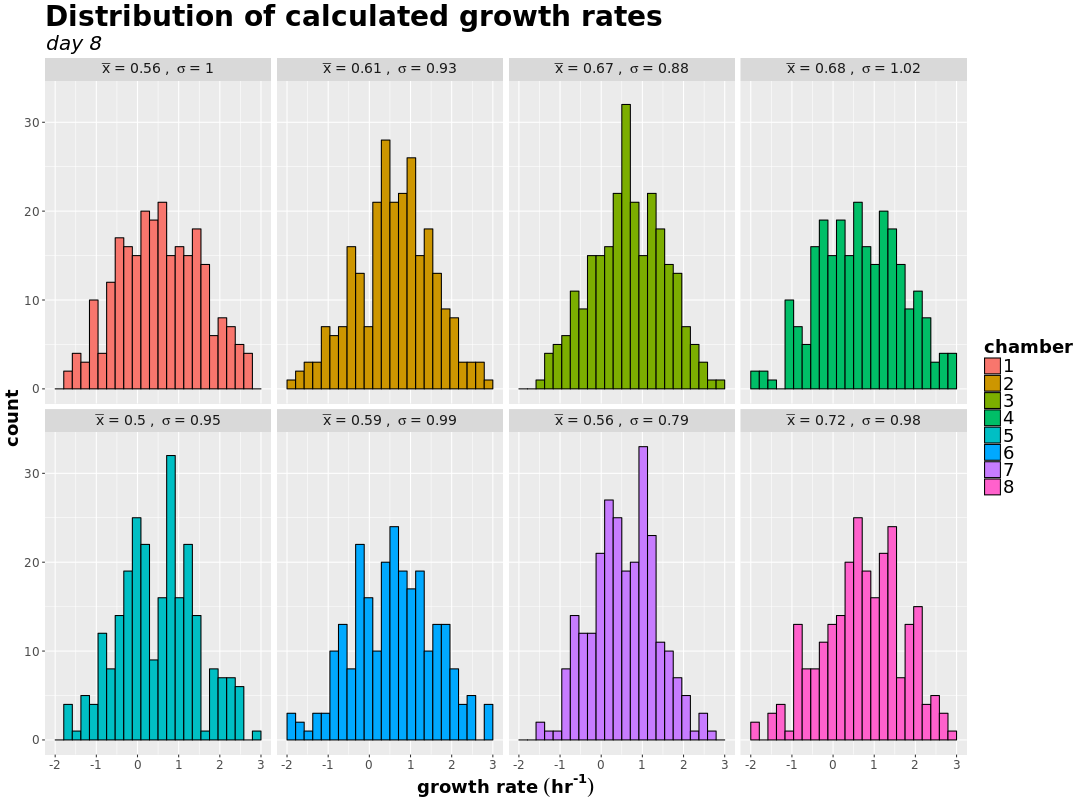 Distribution of calculated growth rates
day 8
x̅ = 0.56 , σ = 1
x̅ = 0.61 , σ = 0.93
x̅ = 0.67 , σ = 0.88
x̅ = 0.68 , σ = 1.02
30
20
10
0
x̅ = 0.5 , σ = 0.95
x̅ = 0.59 , σ = 0.99
x̅ = 0.56 , σ = 0.79
x̅ = 0.72 , σ = 0.98
30
20
10
0
count
-2 -1 0 1 2 3
-2 -1 0 1 2 3
-2 -1 0 1 2 3
-2 -1 0 1 2 3
growth rate (hr⁻¹)
chamber
1
2
3
4
5
6
7
8